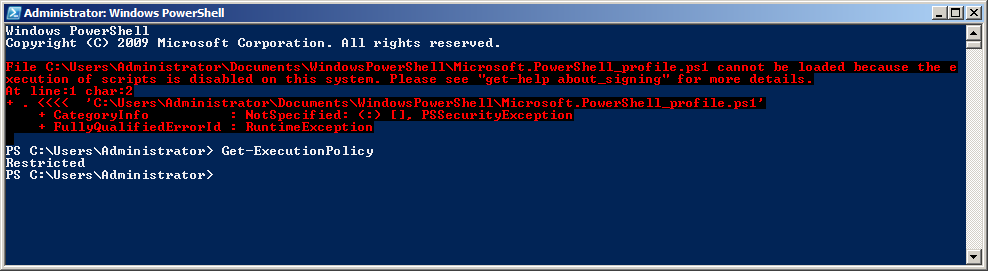 Administrator: Windows PowerShell
Windows PowerShell
Copyright (C) 2009 Microsoft Corporation. All rights reserved.
File C:\Users\Administrator\Documents\WindowsPowerShell\Microsoft.PowerShell_profile.ps1 cannot be loaded because the e
xecution of scripts is disabled on this system. Please see "get-help about_signing" for more details.
At line:1 char:2
+ . <<<<  'C:\Users\Administrator\Documents\WindowsPowerShell\Microsoft.PowerShell_profile.ps1'
    + CategoryInfo          : NotSpecified: (:) [], PSSecurityException
    + FullyQualifiedErrorId : RuntimeException
PS C:\Users\Administrator> Get-ExecutionPolicy
Restricted
PS C:\Users\Administrator>